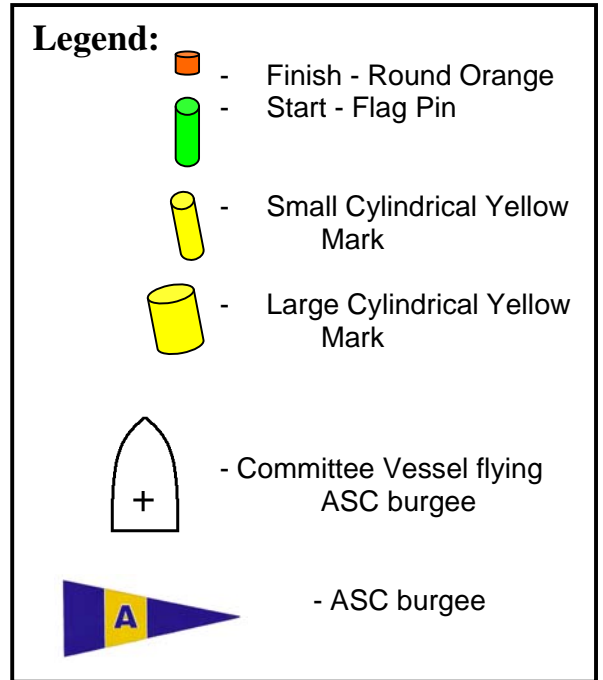 Legend:
- Finish - Round Orange
- Start - Flag Pin
- Small Cylindrical Yellow
Mark
- Large Cylindrical Yellow
Mark
- Committee Vessel flying
ASC burgee
A
- ASC burgee